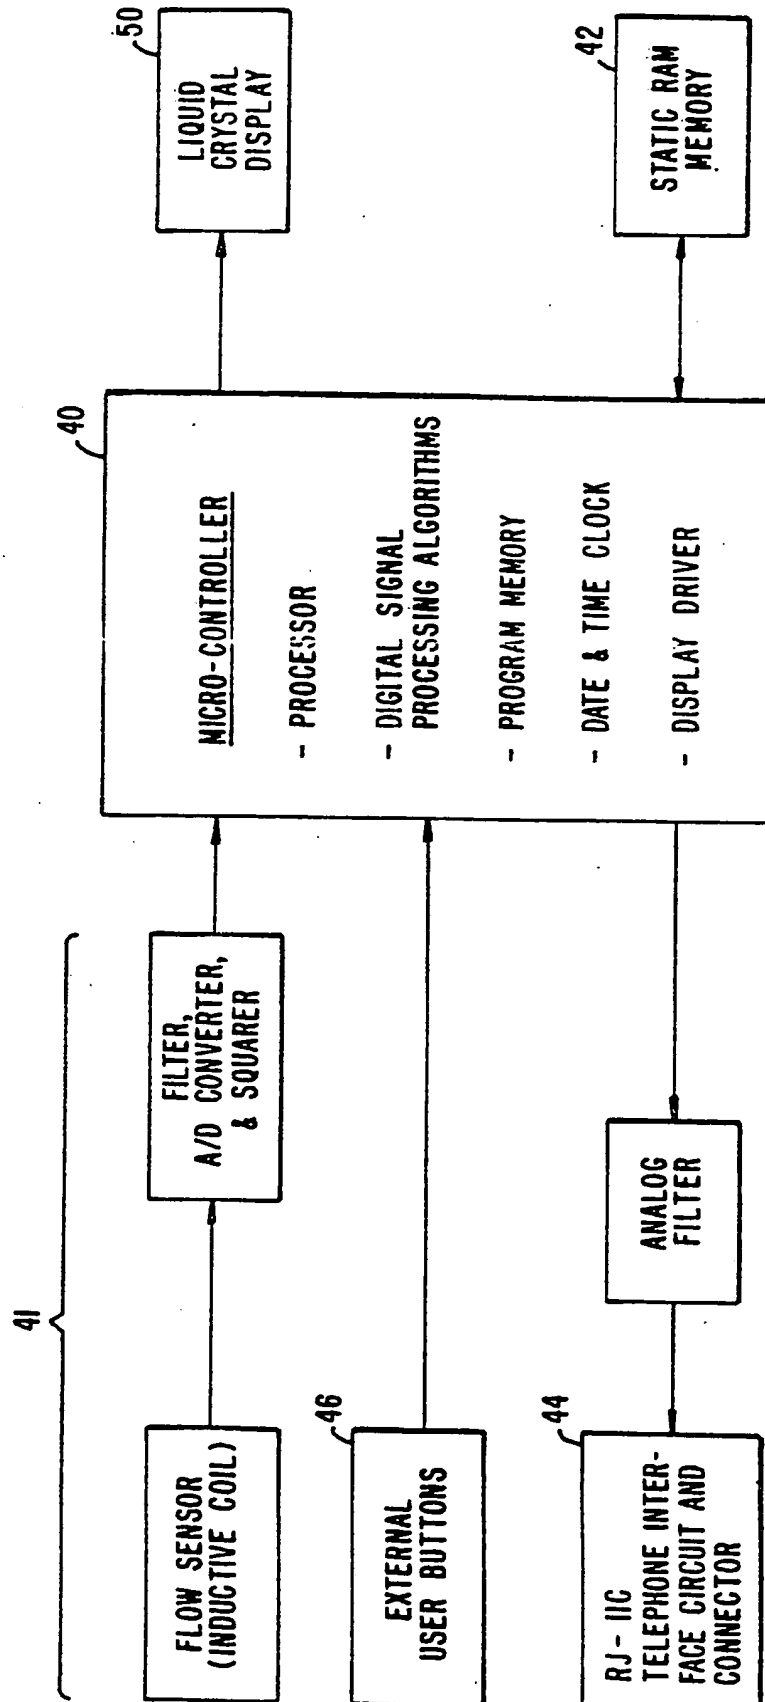 41
FLOW SENSOR
(INDUCTIVE COIL)
FILTER,
A/D CONVERTER,
& SQUARER
46
EXTERNAL
USER BUTTONS
44
RJ-11C
TELEPHONE INTER-
FACE CIRCUIT AND
CONNECTOR
ANALOG
FILTER
40
MICRO-CONTROLLER
- PROCESSOR
- DIGITAL SIGNAL
PROCESSING ALGORITHMS
- PROGRAM MEMORY
- DATE & TIME CLOCK
- DISPLAY DRIVER
50
LIQUID
CRYSTAL
DISPLAY
42
STATIC RAM
MEMORY